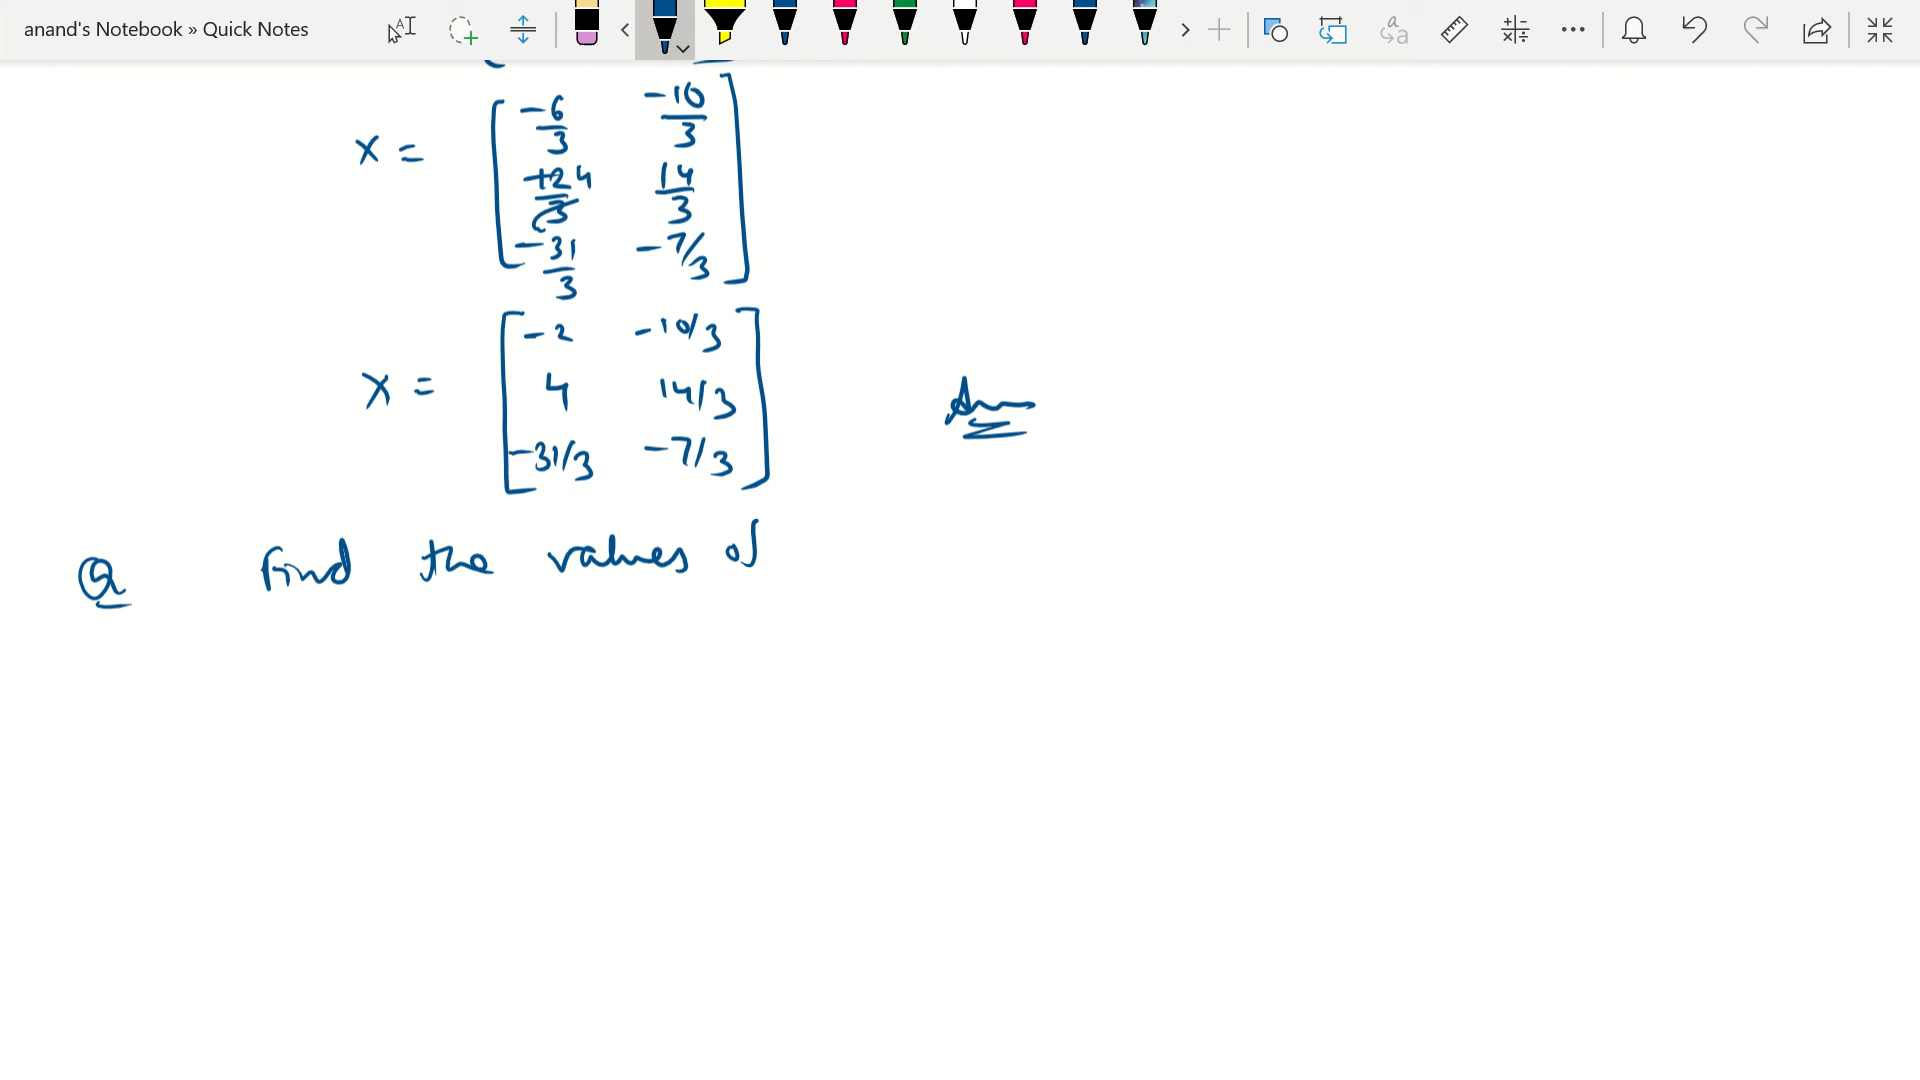 anand's Notebook » Quick Notes
X = [ -6/3 -10/3
+24/3 14/3
-31/3 -7/3 ]
X = [ -2 -10/3
4 14/3
-31/3 -7/3 ]
Ans
Q Find the values of